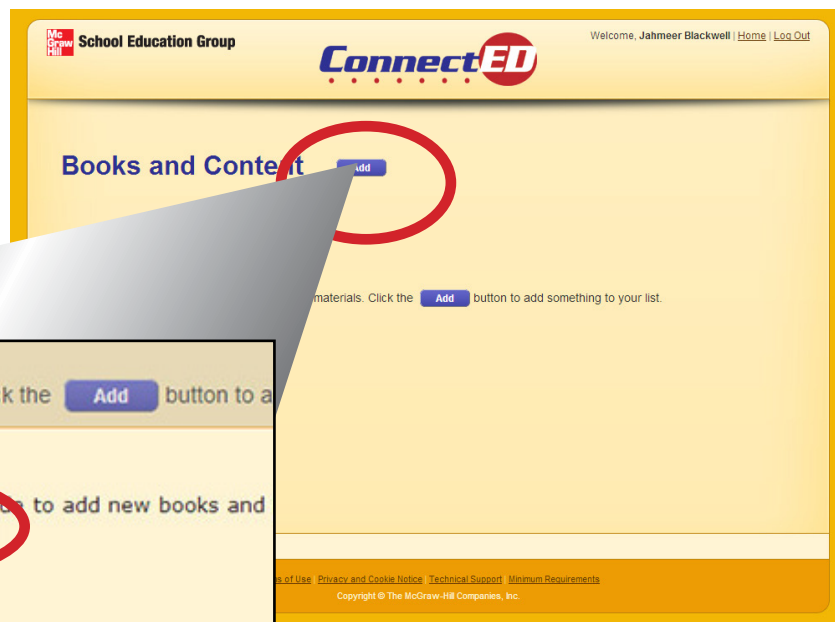 Mc Graw Hill School Education Group
ConnectED
Welcome, Jahmeer Blackwell | Home | Log Out
Books and Content Add
materials. Click the Add button to add something to your list.
the Add button to a
to add new books and
of Use | Privacy and Cookie Notice | Technical Support | Minimum Requirements
Copyright © The McGraw-Hill Companies, Inc.